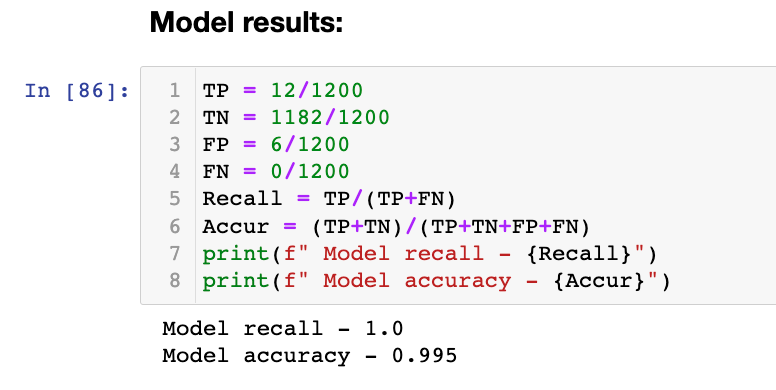 Model results:
In [86]:
1 TP = 12/1200
2 TN = 1182/1200
3 FP = 6/1200
4 FN = 0/1200
5 Recall = TP/(TP+FN)
6 Accur = (TP+TN)/(TP+TN+FP+FN)
7 print(f" Model recall - {Recall}")
8 print(f" Model accuracy - {Accur}")
Model recall - 1.0
Model accuracy - 0.995